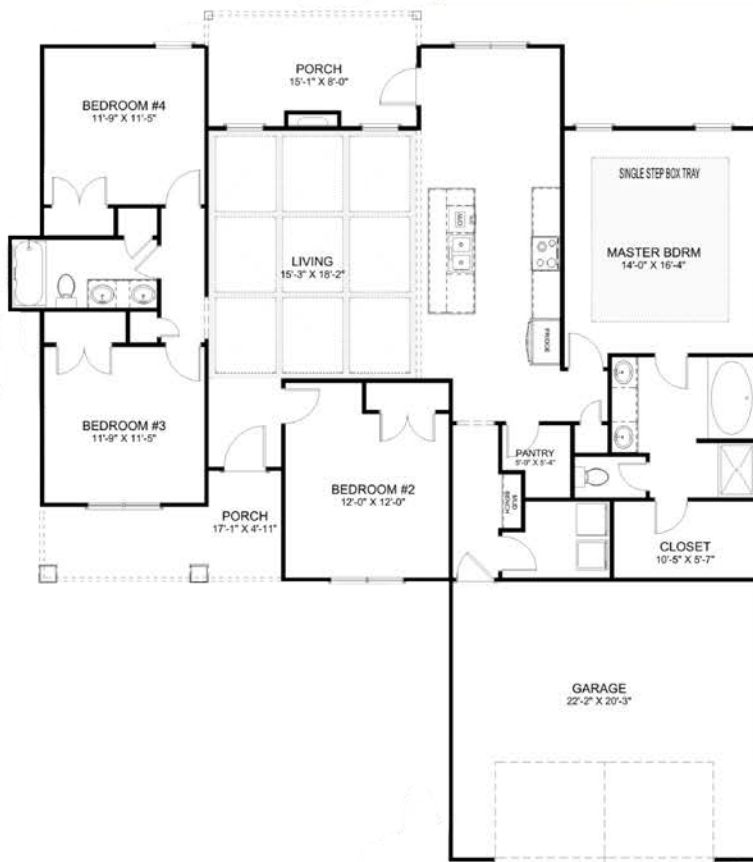 PORCH
15'-1" X 8'-0"
BEDROOM #4
11'-9" X 11'-5"
SINGLE STEP BOX TRAY
LIVING
15'-3" X 18'-2"
MASTER BDRM
14'-0" X 16'-4"
FRIDGE
BEDROOM #3
11'-9" X 11'-5"
PANTRY
5'-0" X 5'-4"
BEDROOM #2
12'-0" X 12'-0"
MUD
BENCH
PORCH
17'-1" X 4'-11"
CLOSET
10'-5" X 5'-7"
GARAGE
22'-2" X 20'-3"